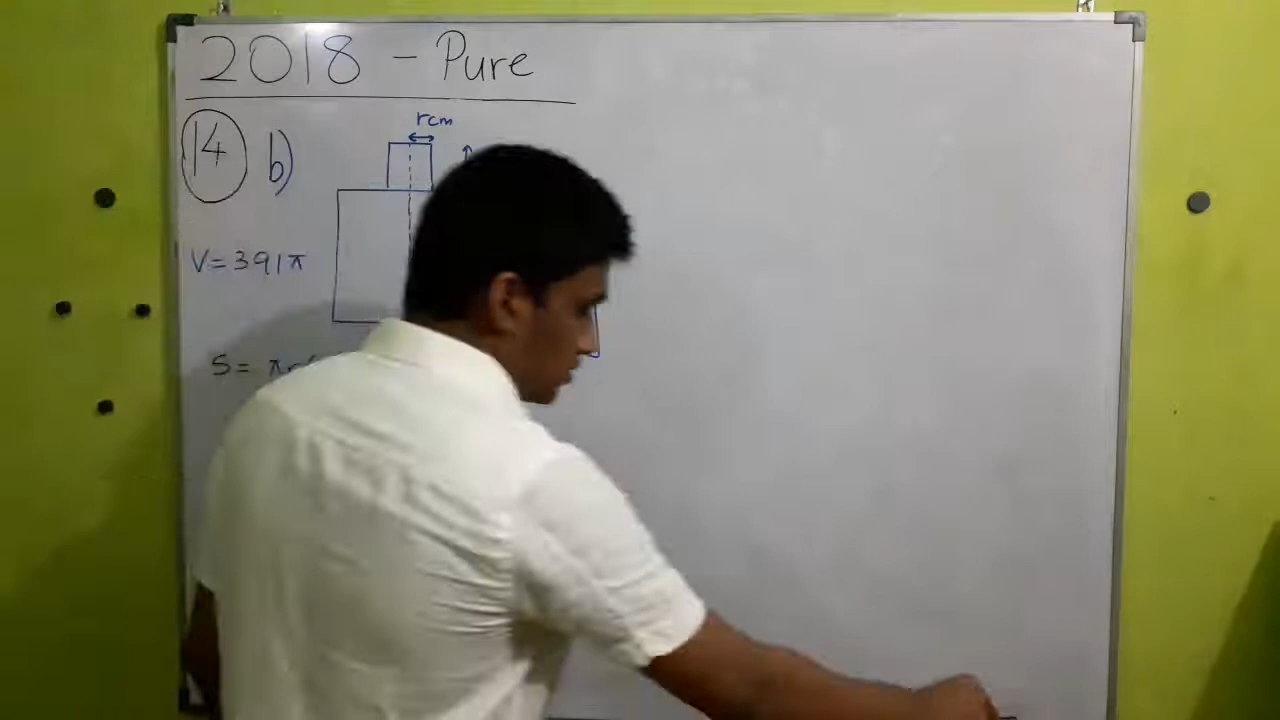 2018 - Pure
14 b)
rcm
V = 391π
S = π